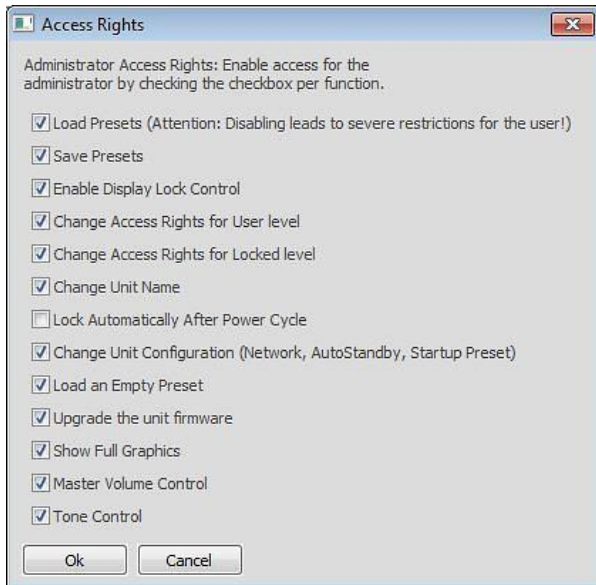 Access Rights
Administrator Access Rights: Enable access for the
administrator by checking the checkbox per function.
Load Presets (Attention: Disabling leads to severe restrictions for the user!)
Save Presets
Enable Display Lock Control
Change Access Rights for User level
Change Access Rights for Locked level
Change Unit Name
Lock Automatically After Power Cycle
Change Unit Configuration (Network, AutoStandby, Startup Preset)
Load an Empty Preset
Upgrade the unit firmware
Show Full Graphics
Master Volume Control
Tone Control
Ok Cancel